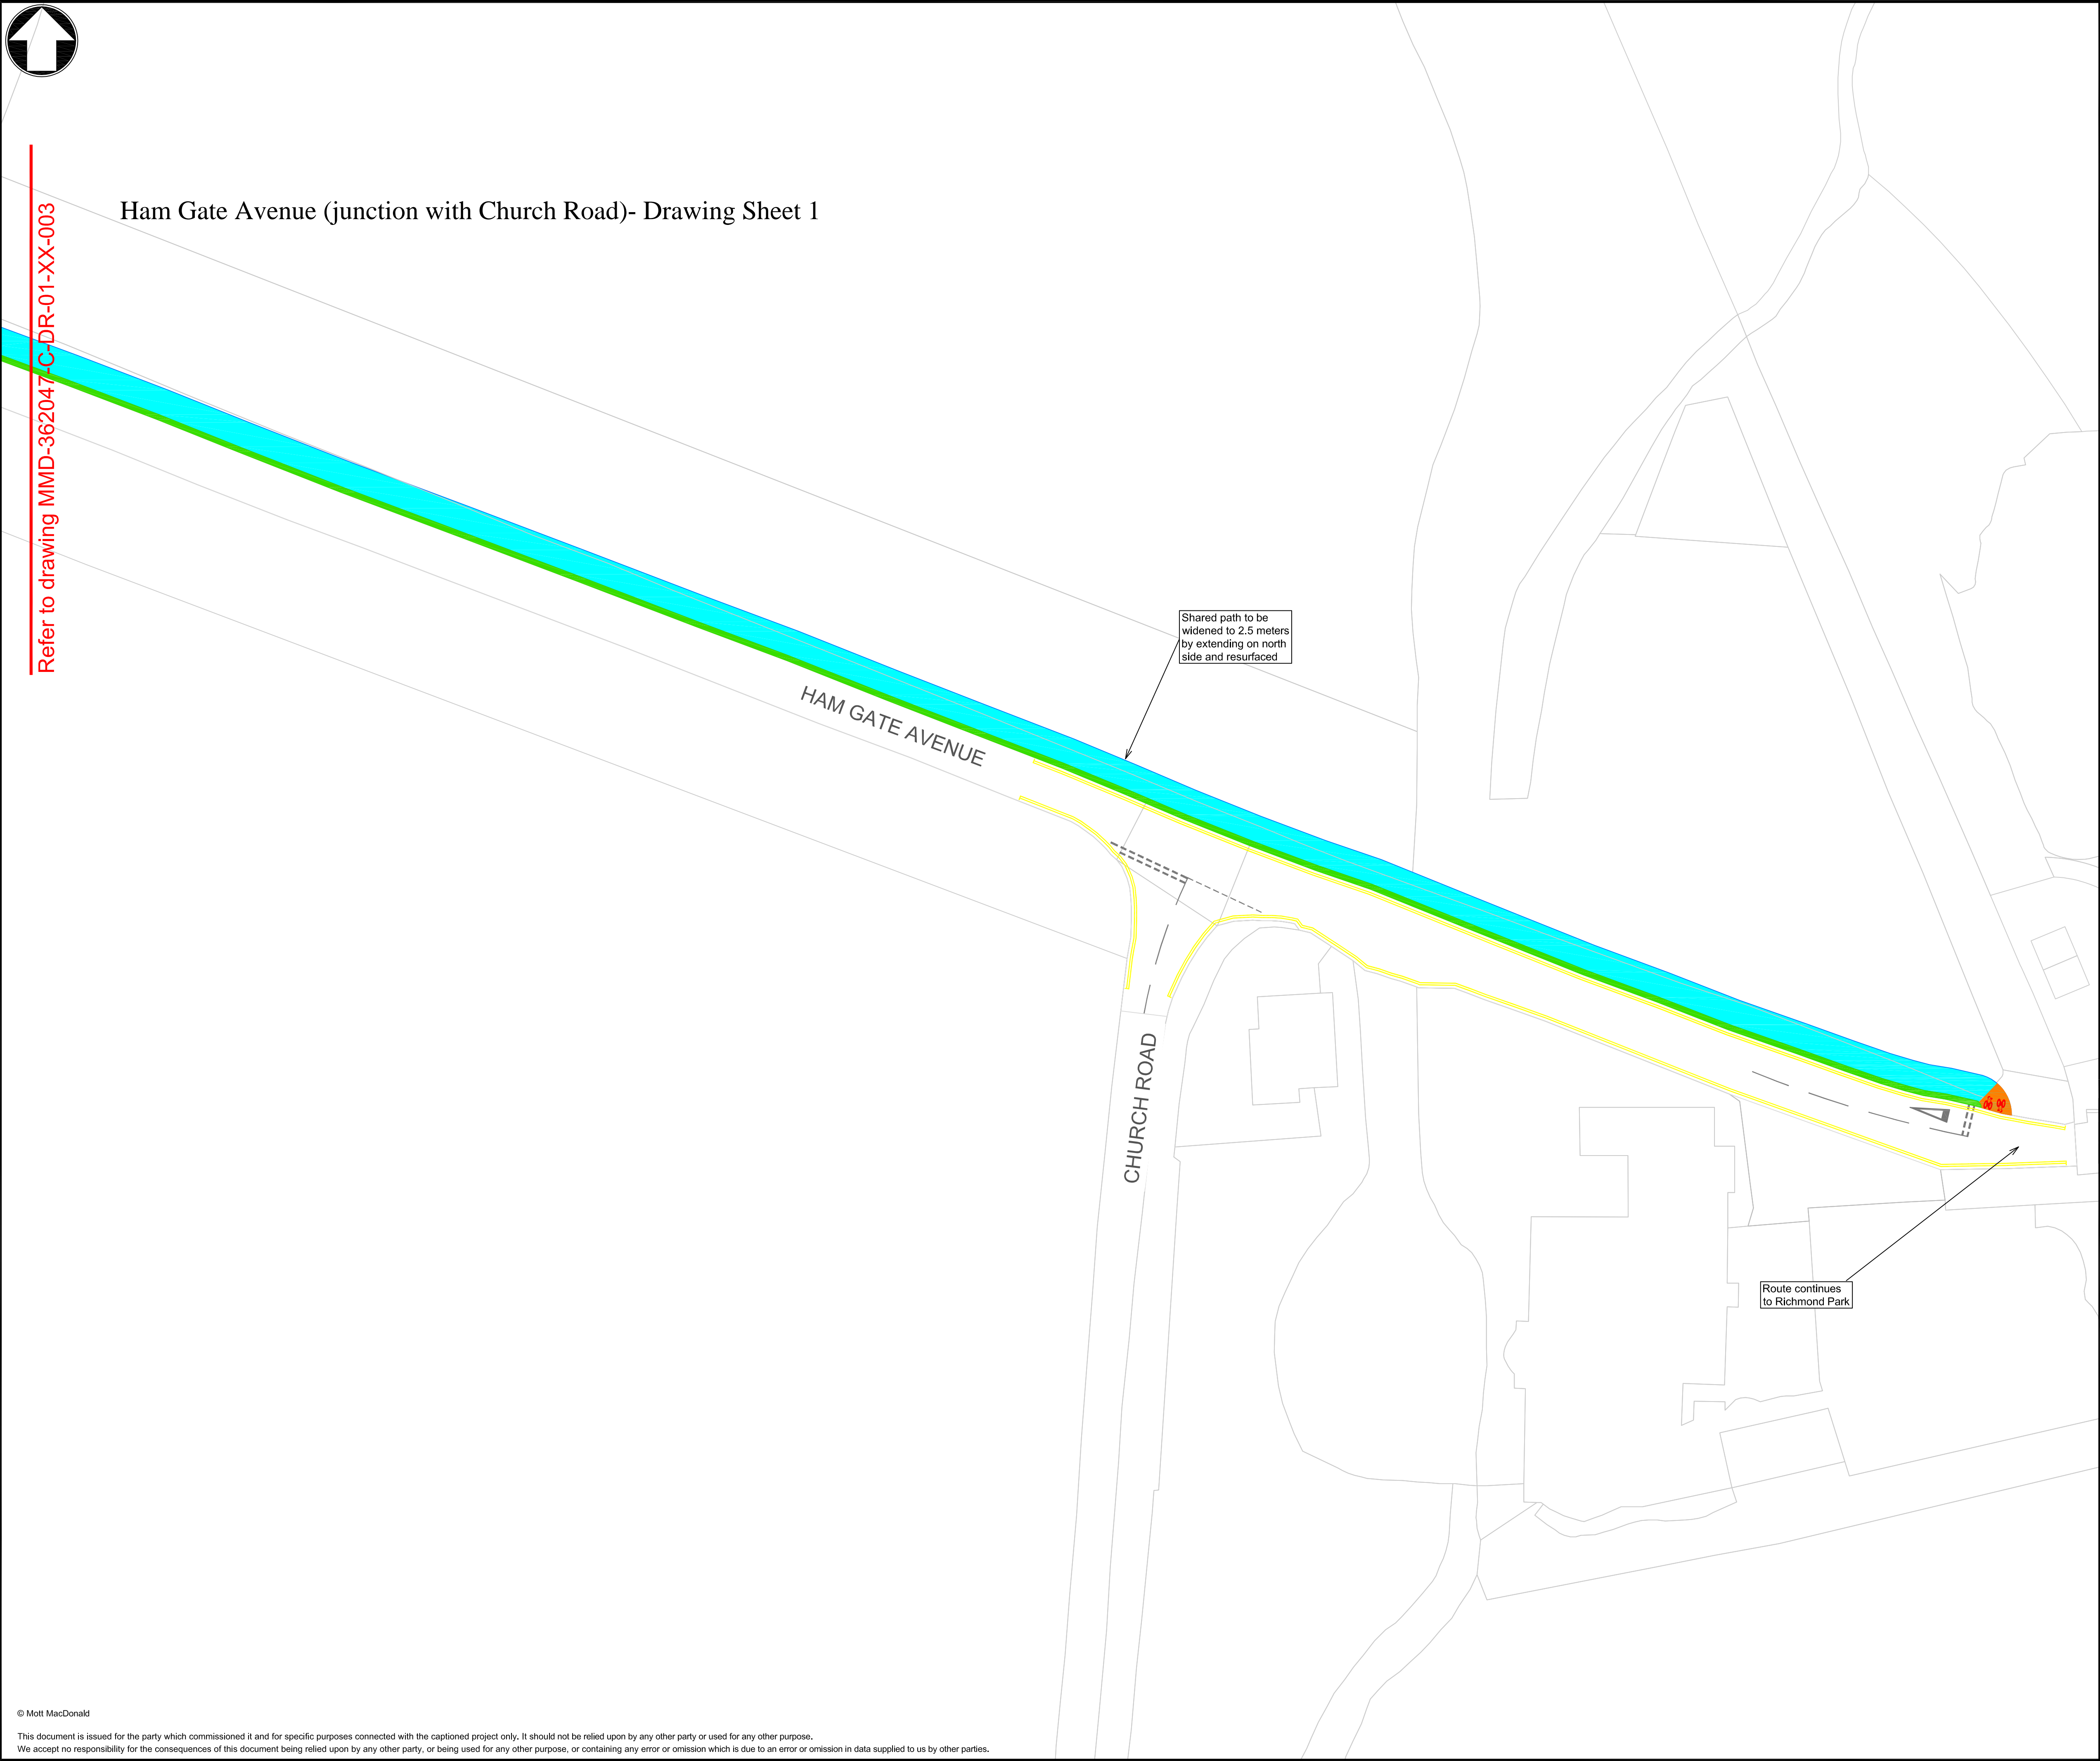 Ham Gate Avenue (junction with Church Road)- Drawing Sheet 1
Refer to drawing MMD-362047-C-DR-01-XX-003
Shared path to be
widened to 2.5 meters
by extending on north
side and resurfaced
HAM GATE AVENUE
CHURCH ROAD
Route continues
to Richmond Park
© Mott MacDonald
This document is issued for the party which commissioned it and for specific purposes connected with the captioned project only. It should not be relied upon by any other party or used for any other purpose.
We accept no responsibility for the consequences of this document being relied upon by any other party, or being used for any other purpose, or containing any error or omission which is due to an error or omission in data supplied to us by other parties.